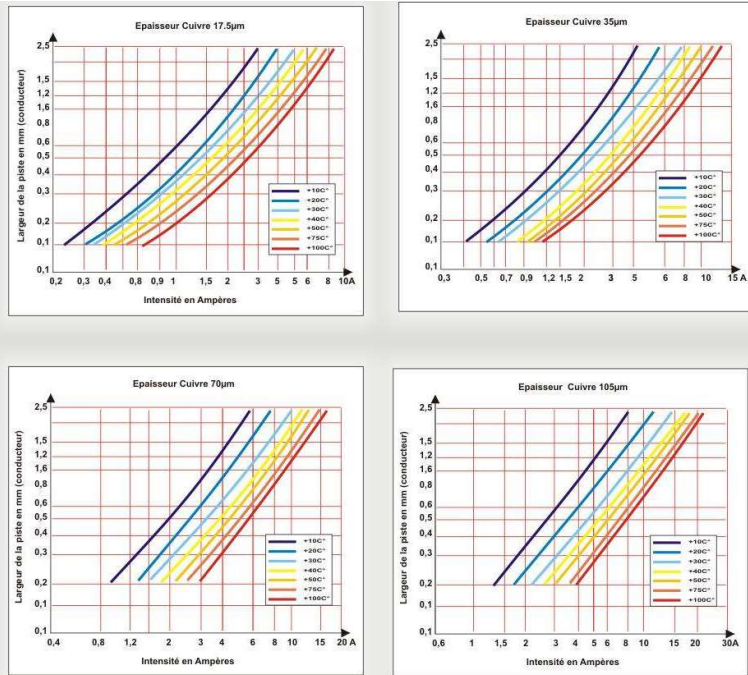 Epaisseur Cuivre 17.5µm
Largeur de la piste en mm (conducteur)
2,5
1,5
1,2
1,6
0,8
0,6
0,5
0,4
0,3
0,2
0,1
0,1
+10C°
+20C°
+30C°
+40C°
+50C°
+75C°
+100C°
0,2 0,3 0,4 0,8 0,9 1 1,5 2 3 5 6 8 10A
Intensité en Ampères
Epaisseur Cuivre 35µm
Largeur de la piste en mm (conducteur)
2,5
1,5
1,2
1,6
0,8
0,6
0,5
0,4
0,3
0,2
0,1
0,1
+10C°
+20C°
+30C°
+40C°
+50C°
+75C°
+100C°
0,3 0,5 0,7 0,9 1,2 1,5 2 3 5 6 8 10 15 A
Intensité en Ampères
Epaisseur Cuivre 70µm
Largeur de la piste en mm (conducteur)
2,5
1,5
1,2
1,6
0,8
0,6
0,5
0,4
0,3
0,2
0,1
0,1
+10C°
+20C°
+30C°
+40C°
+50C°
+75C°
+100C°
0,4 0,8 1,2 2 3 4 6 8 10 15 20 A
Intensité en Ampères
Epaisseur Cuivre 105µm
Largeur de la piste en mm (conducteur)
2,5
1,5
1,2
1,6
0,8
0,6
0,5
0,4
0,3
0,2
0,1
0,1
+10C°
+20C°
+30C°
+40C°
+50C°
+75C°
+100C°
0,6 1 1,5 2 3 4 5 6 8 10 15 20 30A
Intensité en Ampères